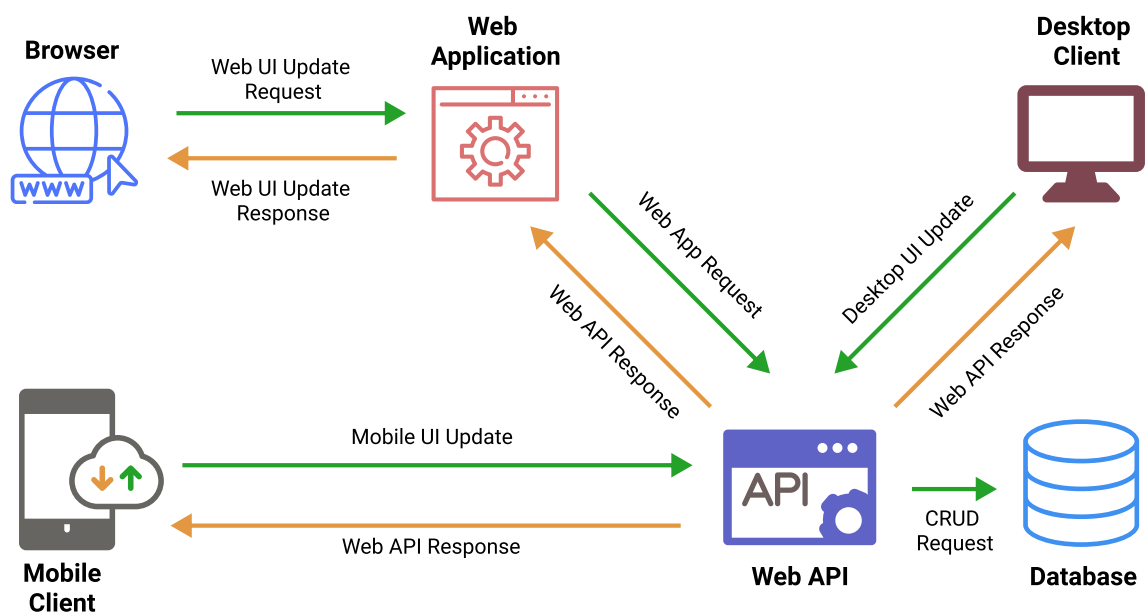 Browser
WWW
Web UI Update
Request
Web UI Update
Response
Web
Application
Desktop
Client
Web App Request
Web API Response
Desktop UI Update
Web API Response
Mobile UI Update
Web API Response
Mobile
Client
API
Web API
CRUD
Request
Database